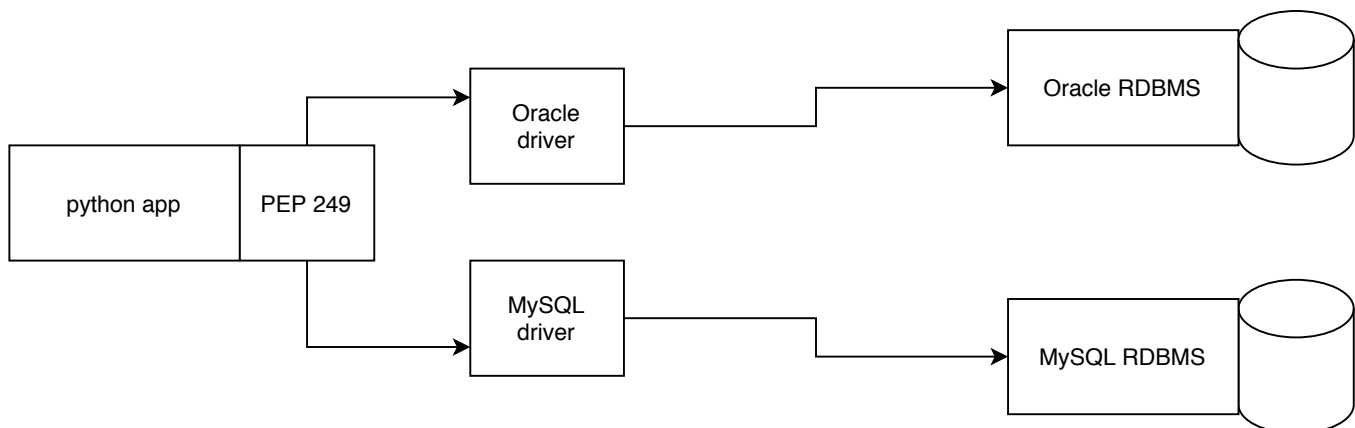 python app
PEP 249
Oracle
driver
Oracle RDBMS
MySQL
driver
MySQL RDBMS